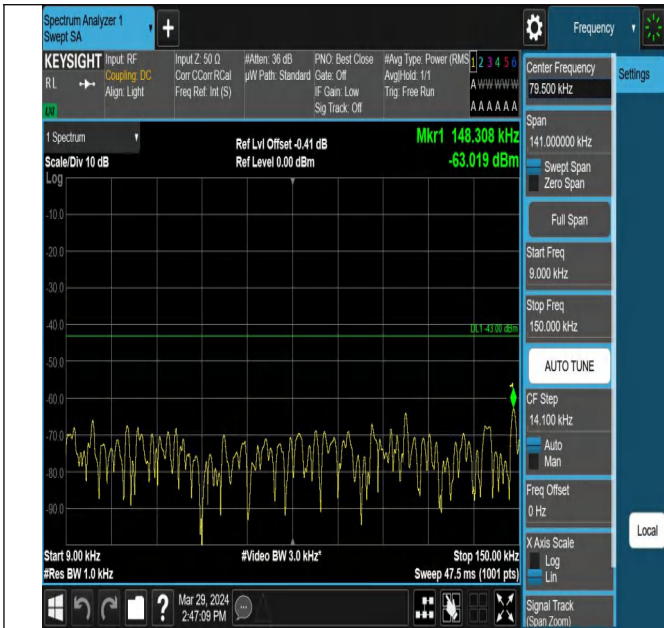 Spectrum Analyzer 1
Swept SA
Frequency
KEYSIGHT
RL
LXI
Input: RF
Coupling: DC
Align: Light
Input Z: 50 Ω
Corr CCorr RCal
Freq Ref: Int (S)
#Atten: 36 dB
µW Path: Standard
PNO: Best Close
Gate: Off
IF Gain: Low
Sig Track: Off
#Avg Type: Power (RMS
Avg|Hold: 1/1
Trig: Free Run
1 2 3 4 5 6
A W W W W W
A A A A A A
1 Spectrum
Scale/Div 10 dB
Ref Lvl Offset -0.41 dB
Ref Level 0.00 dBm
Mkr1 148.308 kHz
-63.019 dBm
Log
-10.0
-20.0
-30.0
-40.0
DL1 -43.00 dBm
-50.0
-60.0
-70.0
-80.0
-90.0
Start 9.00 kHz
#Video BW 3.0 kHz*
Stop 150.00 kHz
#Res BW 1.0 kHz
Sweep 47.5 ms (1001 pts)
Mar 29, 2024
2:47:09 PM
Center Frequency
79.500 kHz
Settings
Span
141.000000 kHz
Swept Span
Zero Span
Full Span
Start Freq
9.000 kHz
Stop Freq
150.000 kHz
AUTO TUNE
CF Step
14.100 kHz
Auto
Man
Freq Offset
0 Hz
Local
X Axis Scale
Log
Lin
Signal Track
(Span Zoom)